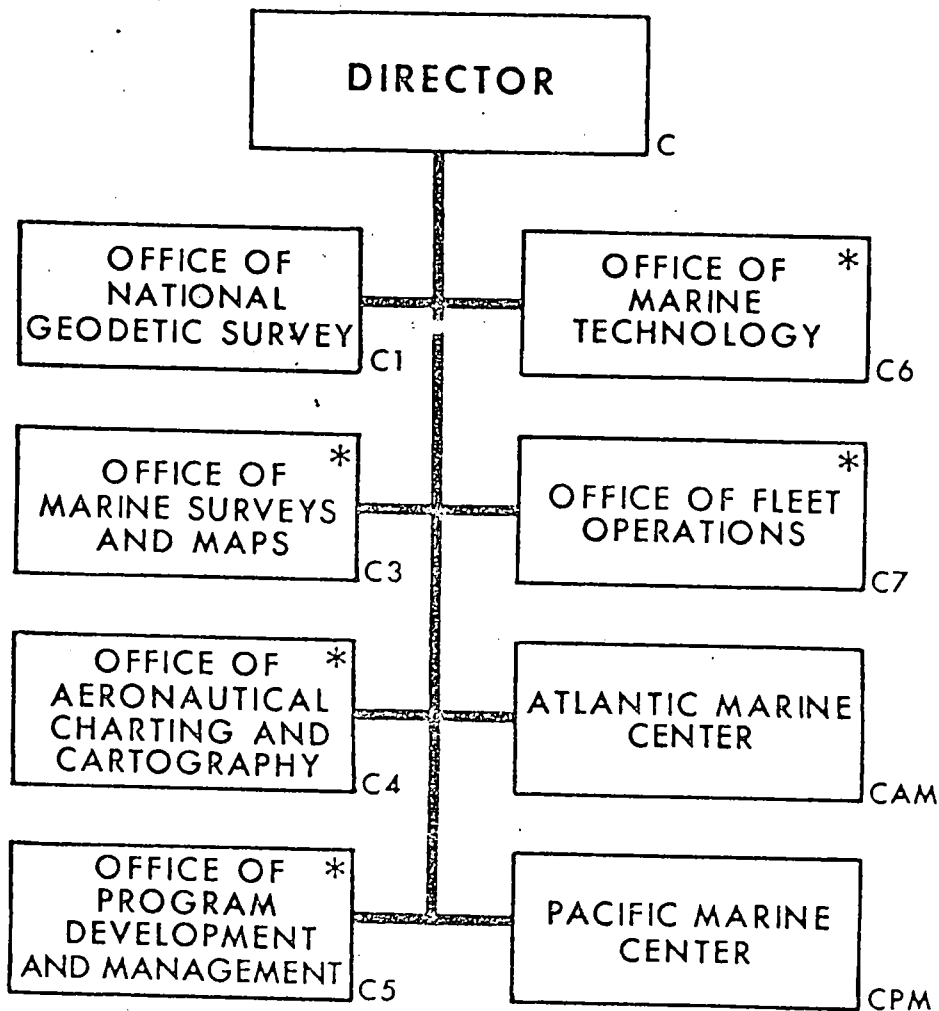 DIRECTOR
C
OFFICE OF
NATIONAL
GEODETIC SURVEY
C1
OFFICE OF *
MARINE
TECHNOLOGY
C6
OFFICE OF *
MARINE SURVEYS
AND MAPS
C3
*
OFFICE OF FLEET
OPERATIONS
C7
OFFICE OF *
AERONAUTICAL
CHARTING AND
CARTOGRAPHY
C4
ATLANTIC MARINE
CENTER
CAM
OFFICE OF *
PROGRAM
DEVELOPMENT
AND MANAGEMENT
C5
PACIFIC MARINE
CENTER
CPM